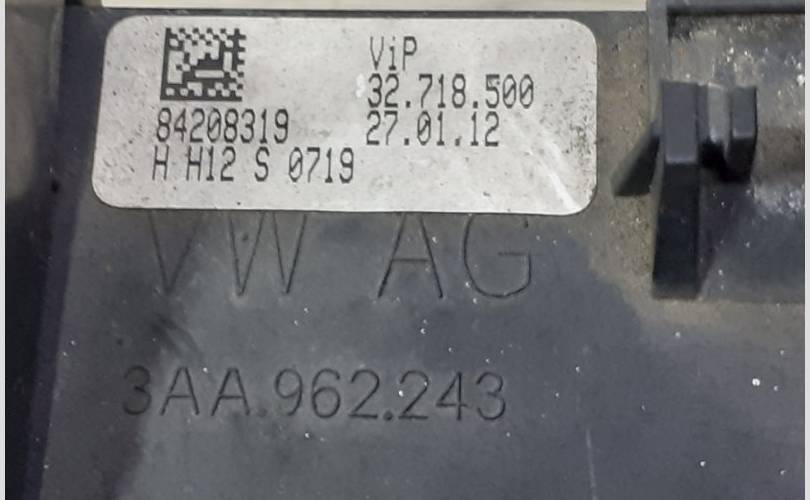 ViP
32.718.500
84208319 27.01.12
H H12 S 0719
VW AG
3AA.962.243